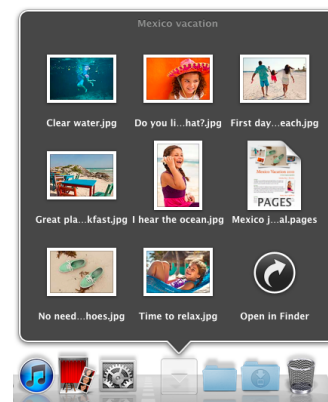 Mexico vacation
Clear water.jpg
Do you li...hat?.jpg
First day...each.jpg
Great pla...kfast.jpg
I hear the ocean.jpg
Mexico j...al.pages
PAGES
No need...hoes.jpg
Time to relax.jpg
Open in Finder